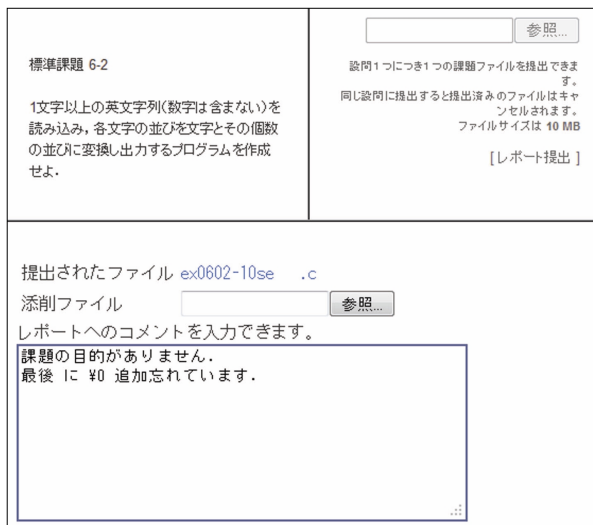 標準課題 6-2
1文字以上の英文字列(数字は含まない)を
読み込み，各文字の並びを文字とその個数
の並びに変換し出力するプログラムを作成
せよ．
参照...
設問1つにつき1つの課題ファイルを提出できま
す。
同じ設問に提出すると提出済みのファイルはキャ
ンセルされます。
ファイルサイズは 10 MB
[レポート提出 ]
提出されたファイル ex0602-10se .c
添削ファイル 参照...
レポートへのコメントを入力できます。
課題の目的がありません．
最後 に ¥0 追加忘れています．